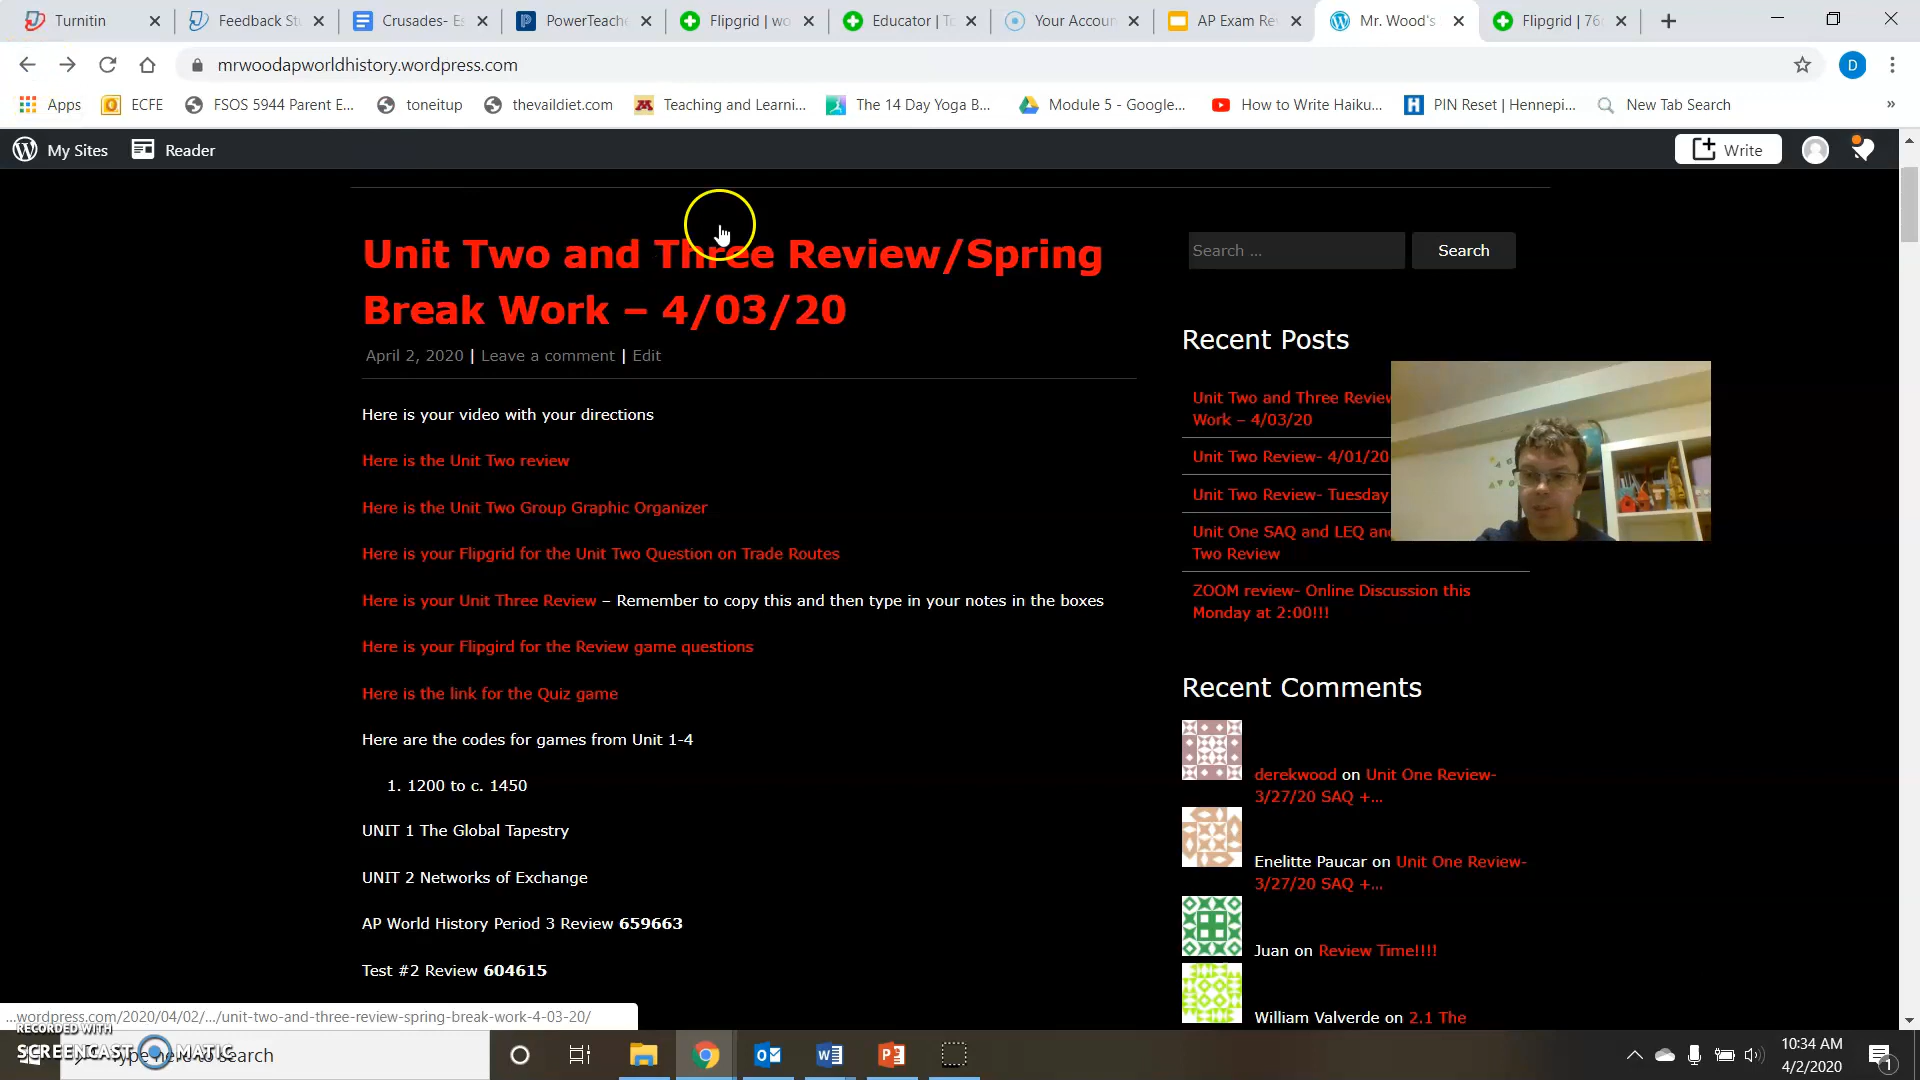 Turnitin
Feedback Stu
Crusades- Es
PowerTeache
Flipgrid | wo
Educator | To
Your Accoun
AP Exam Re
Mr. Wood's
Flipgrid | 76
mrwoodapworldhistory.wordpress.com
D
Apps
ECFE
FSOS 5944 Parent E...
toneitup
thevaildiet.com
Teaching and Learni...
The 14 Day Yoga B...
Module 5 - Google...
How to Write Haiku...
PIN Reset | Hennepi...
New Tab Search
»
My Sites
Reader
Write
Unit Two and Three Review/Spring
Break Work – 4/03/20
April 2, 2020 | Leave a comment | Edit
Here is your video with your directions
Here is the Unit Two review
Here is the Unit Two Group Graphic Organizer
Here is your Flipgrid for the Unit Two Question on Trade Routes
Here is your Unit Three Review – Remember to copy this and then type in your notes in the boxes
Here is your Flipgird for the Review game questions
Here is the link for the Quiz game
Here are the codes for games from Unit 1-4
1. 1200 to c. 1450
UNIT 1 The Global Tapestry
UNIT 2 Networks of Exchange
AP World History Period 3 Review 659663
Test #2 Review 604615
Search ...
Search
Recent Posts
Unit Two and Three Review
Work – 4/03/20
Unit Two Review- 4/01/20
Unit Two Review- Tuesday
Unit One SAQ and LEQ and
Two Review
ZOOM review- Online Discussion this
Monday at 2:00!!!
Recent Comments
derekwood on Unit One Review-
3/27/20 SAQ +...
Enelitte Paucar on Unit One Review-
3/27/20 SAQ +...
Juan on Review Time!!!!
William Valverde on 2.1 The
...wordpress.com/2020/04/02/.../unit-two-and-three-review-spring-break-work-4-03-20/
RECORDED WITH
SCREENCAST MATIC
Type here to search
10:34 AM
4/2/2020
1